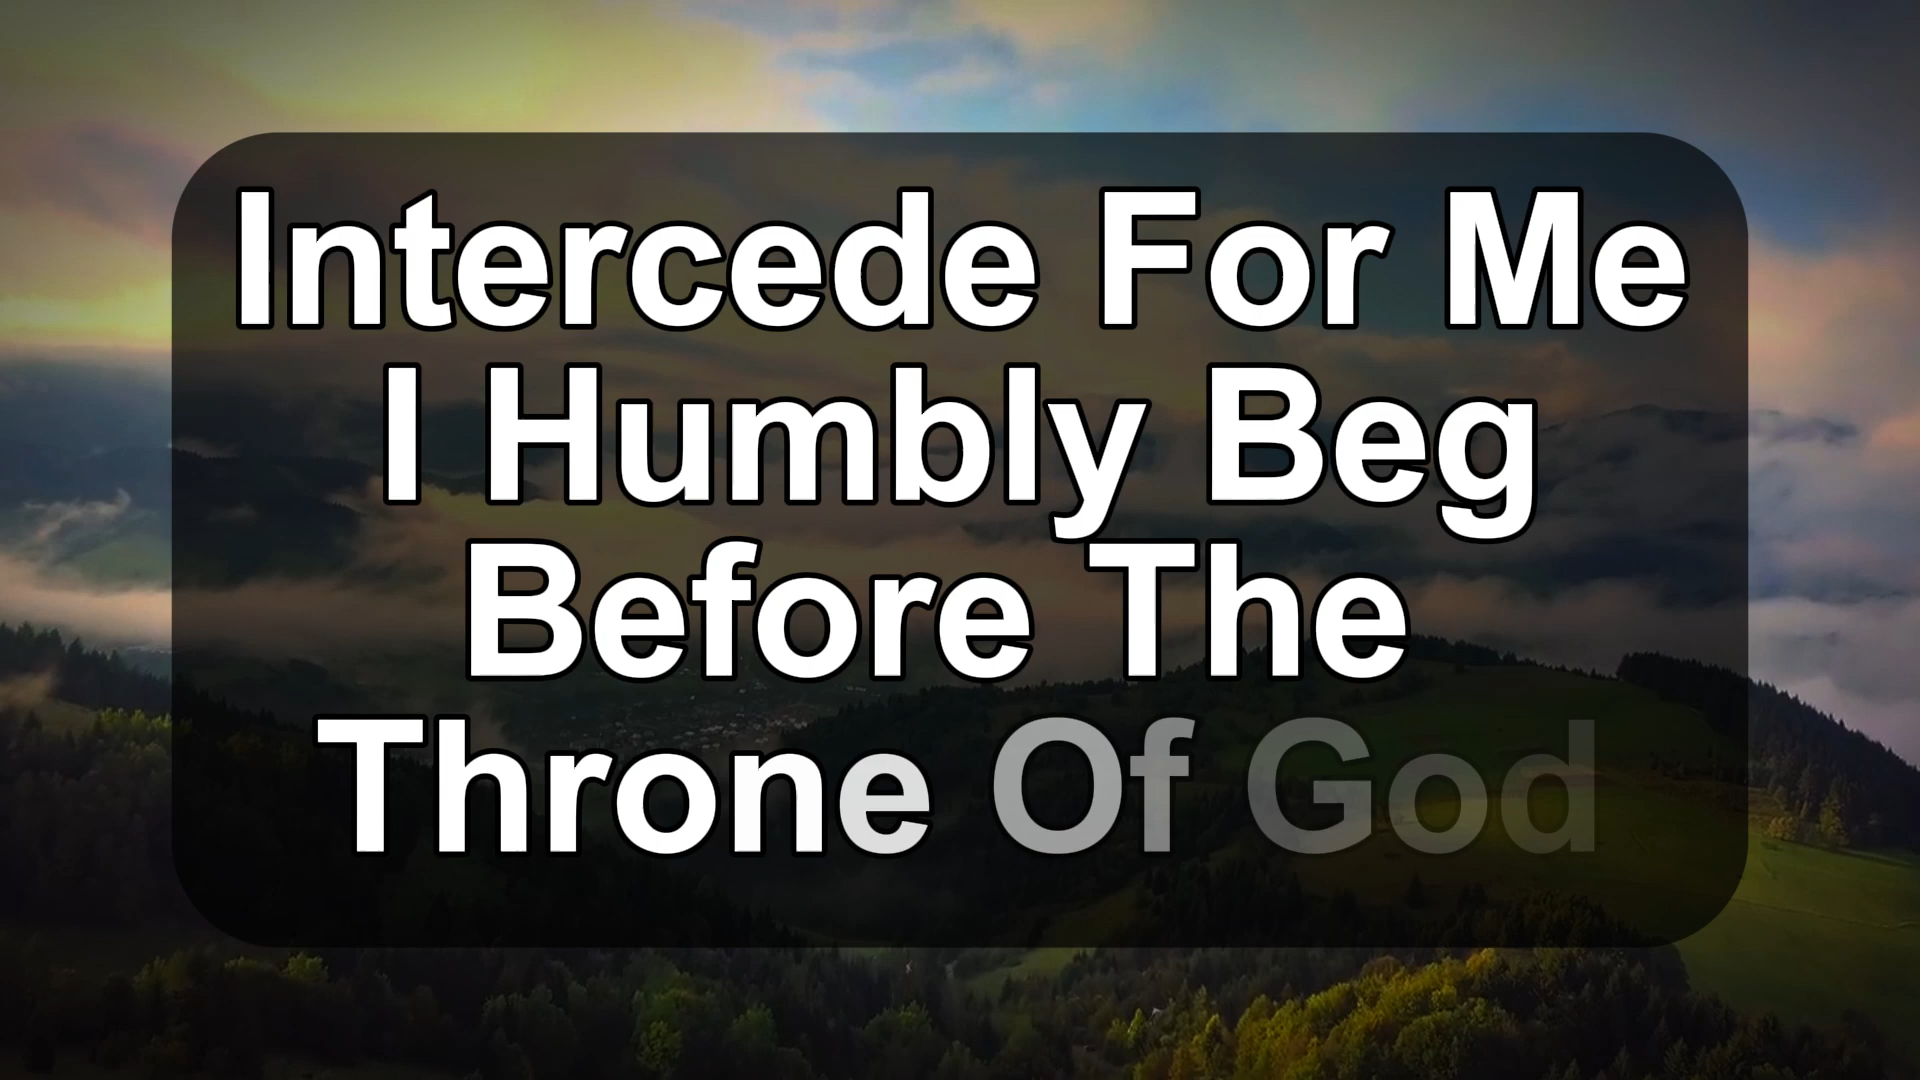 Intercede For Me
I Humbly Beg
Before The
Throne Of God